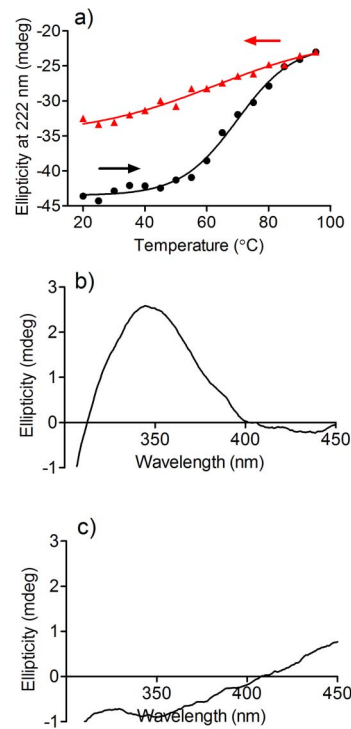 a)
Ellipticity at 222 nm (mdeg)
-20
-25
-30
-35
-40
-45
20 40 60 80 100
Temperature (°C)
b)
Ellipticity (mdeg)
3
2
1
0
-1
350 400 450
Wavelength (nm)
c)
Ellipticity (mdeg)
3
2
1
0
-1
350 400 450
Wavelength (nm)